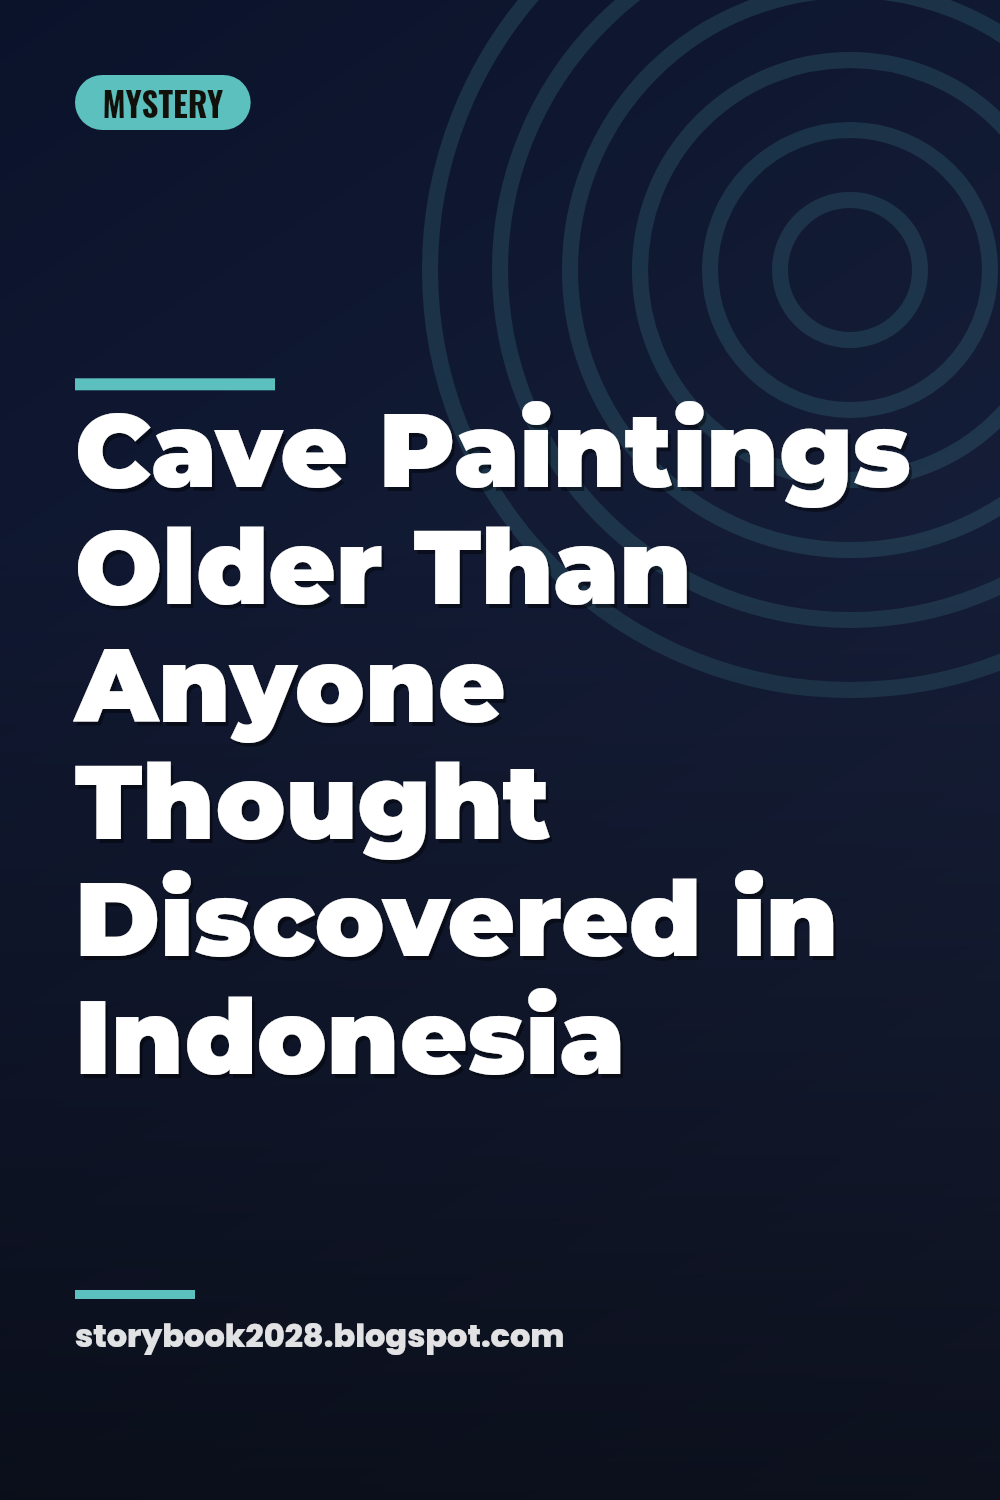 MYSTERY
Cave Paintings
Older Than
Anyone
Thought
Discovered in
Indonesia
storybook2028.blogspot.com